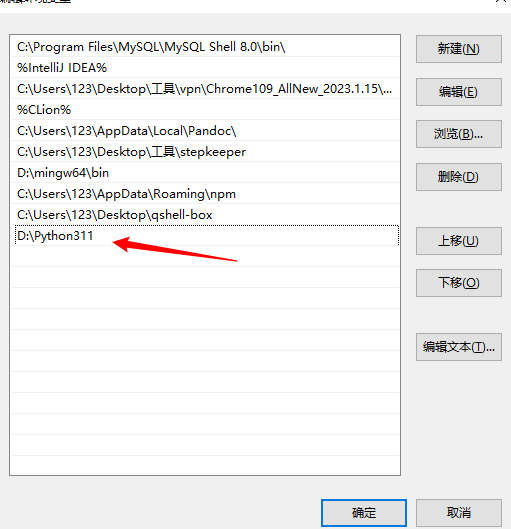 C:\Program Files\MySQL\MySQL Shell 8.0\bin\
%IntelliJ IDEA%
C:\Users\123\Desktop\工具\vpn\Chrome109_AllNew_2023.1.15\...
%CLion%
C:\Users\123\AppData\Local\Pandoc\
C:\Users\123\Desktop\工具\stepkeeper
D:\mingw64\bin
C:\Users\123\AppData\Roaming\npm
C:\Users\123\Desktop\qshell-box
D:\Python311
新建(N)
编辑(E)
浏览(B)...
删除(D)
上移(U)
下移(O)
编辑文本(T)...
确定
取消